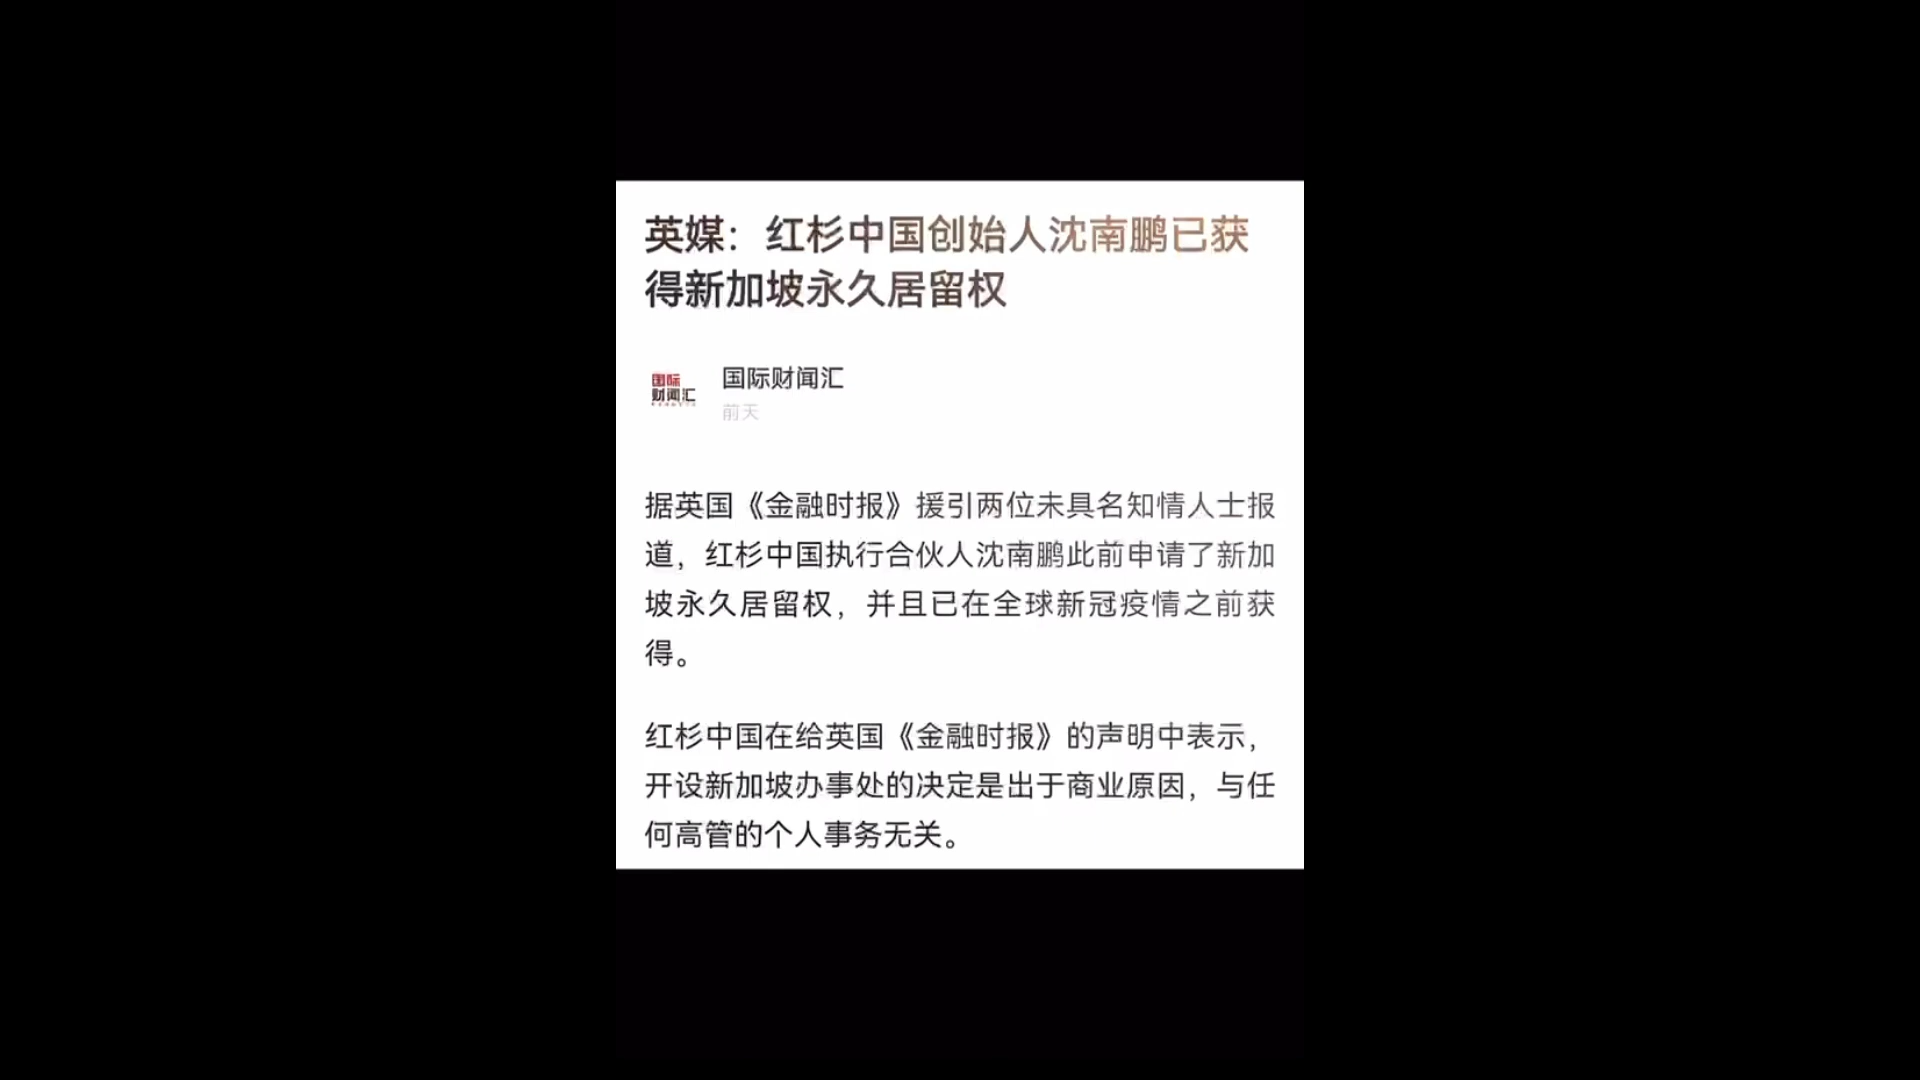 英媒：红杉中国创始人沈南鹏已获
得新加坡永久居留权
国际
财闻汇
国际财闻汇
前天
据英国《金融时报》援引两位未具名知情人士报
道，红杉中国执行合伙人沈南鹏此前申请了新加
坡永久居留权，并且已在全球新冠疫情之前获
得。
红杉中国在给英国《金融时报》的声明中表示，
开设新加坡办事处的决定是出于商业原因，与任
何高管的个人事务无关。